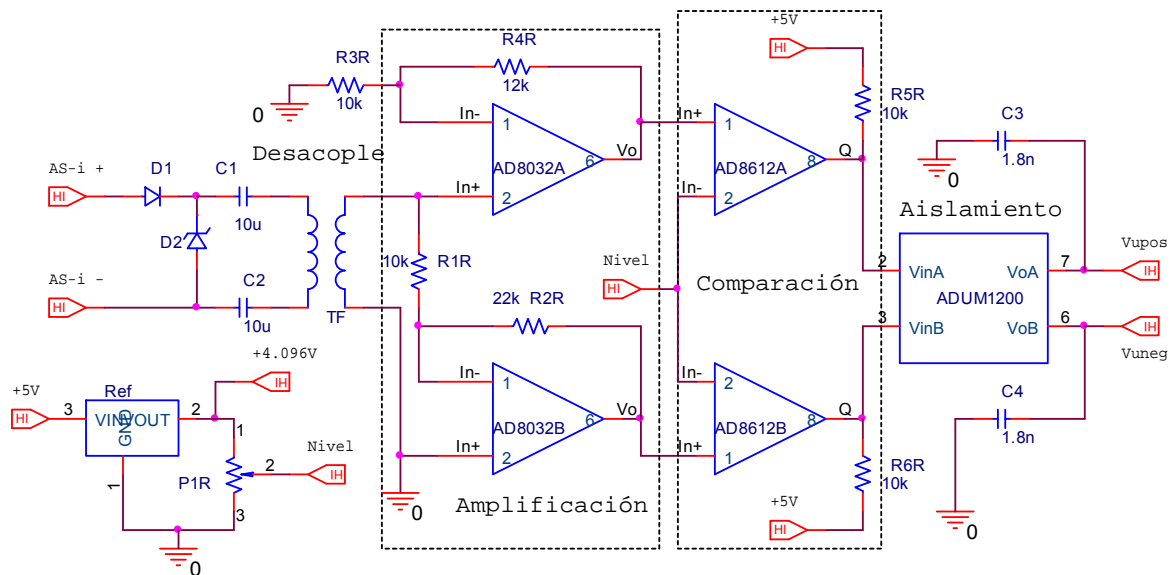 +5V
HI
R4R
12k
R3R
10k
0
In-
1
In+
2
AD8032A
6
Vo
Desacople
In+
1
In-
2
AD8612A
8
Q
R5R
10k
C3
1.8n
0
Aislamiento
AS-i +
HI
D1
C1
10u
D2
AS-i -
HI
C2
10u
TF
10k
R1R
22k R2R
Nivel
HI
Comparación
2
VinA
VoA
7
Vupos
IH
ADUM1200
3
VinB
VoB
6
IH
Vuneg
In-
1
In+
2
AD8032B
6
Vo
In-
2
In+
1
AD8612B
8
Q
R6R
10k
C4
1.8n
0
+4.096V
IH
+5V
HI
Ref
3
VIN
VOUT
GND
2
1
1
P1R
2
3
Nivel
IH
0
0
Amplificación
+5V
HI